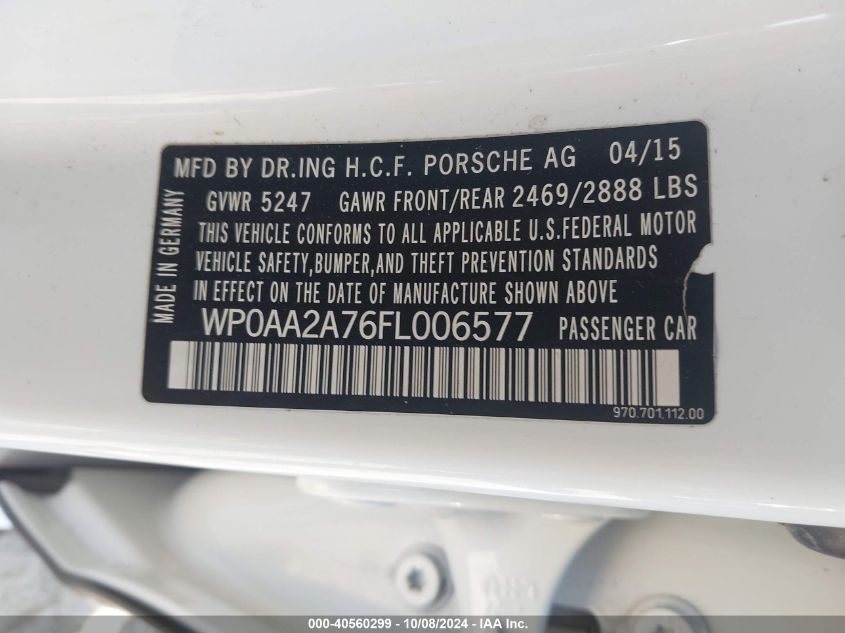 MFD BY DR.ING H.C.F. PORSCHE AG 04/15
GVWR 5247 GAWR FRONT/REAR 2469/2888 LBS
THIS VEHICLE CONFORMS TO ALL APPLICABLE U.S.FEDERAL MOTOR
VEHICLE SAFETY,BUMPER,AND THEFT PREVENTION STANDARDS
IN EFFECT ON THE DATE OF MANUFACTURE SHOWN ABOVE
WP0AA2A76FL006577 PASSENGER CAR
970.701.112.00
MADE IN GERMANY
000-40560299 - 10/08/2024 - IAA Inc.